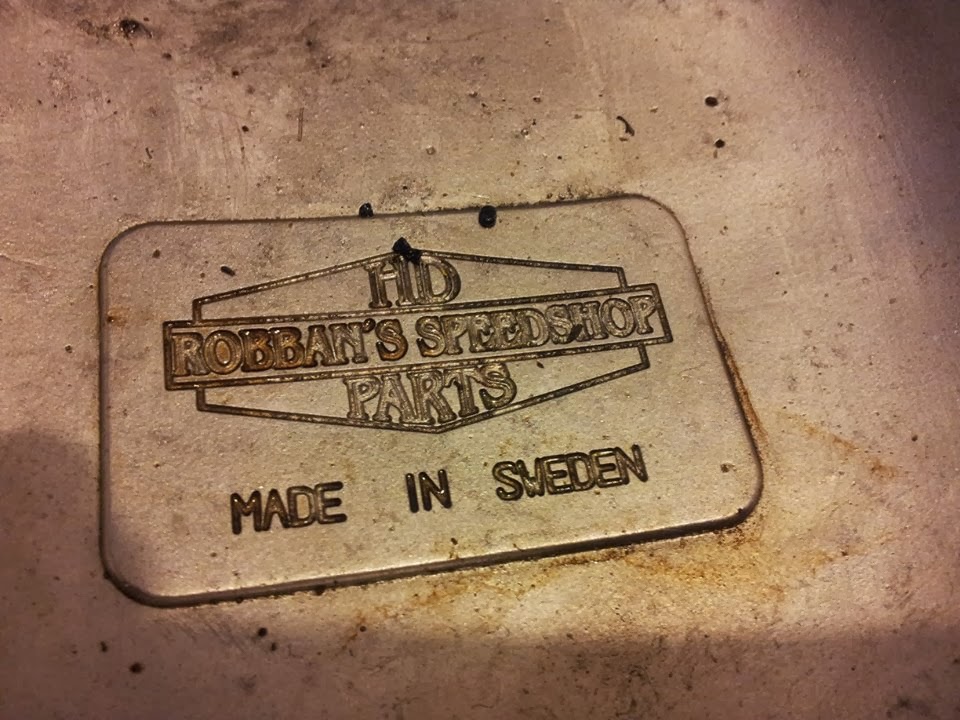 HD
ROBBAN'S SPEEDSHOP
PARTS
MADE IN SWEDEN